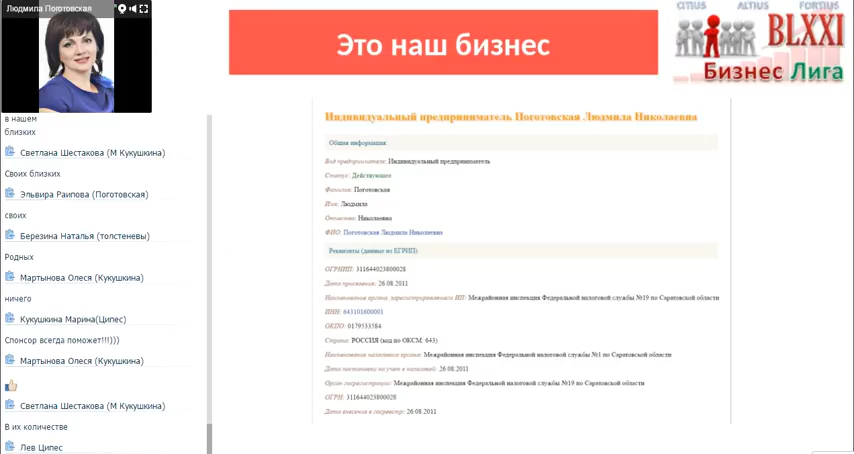 Людмила Поготовская
в нашем
близких
Светлана Шестакова (М Кукушкина)
Своих близких
Эльвира Раипова (Поготовская)
своих
Березина Наталья (толстеневы)
Родных
Мартынова Олеся (Кукушкина)
ничего
Кукушкина Марина(Ципес)
Спонсор всегда поможет!!!)))
Мартынова Олеся (Кукушкина)
Светлана Шестакова (М Кукушкина)
В их количестве
Лев Ципес
Это наш бизнес
CITIUS ALTIUS FORTIUS
BLXXI
Бизнес Лига
Индивидуальный предприниматель Поготовская Людмила Николаевна
Общая информация:
Вид предпринимателя: Индивидуальный предприниматель
Статус: Действующее
Фамилия: Поготовская
Имя: Людмила
Отчество: Николаевна
ФИО: Поготовская Людмила Николаевна
Реквизиты (данные из ЕГРИП):
ОГРНИП: 311644023800028
Дата присвоения: 26.08.2011
Наименование органа, зарегистрировавшего ИП: Межрайонная инспекция Федеральной налоговой службы №19 по Саратовской области
ИНН: 643101600001
ОКПО: 0179533584
Страна: РОССИЯ (код по ОКСМ: 643)
Наименование налогового органа: Межрайонная инспекция Федеральной налоговой службы №1 по Саратовской области
Дата постановки на учет в налоговой: 26.08.2011
Орган госрегистрации: Межрайонная инспекция Федеральной налоговой службы №19 по Саратовской области
ОГРН: 311644023800028
Дата внесения в госреестр: 26.08.2011